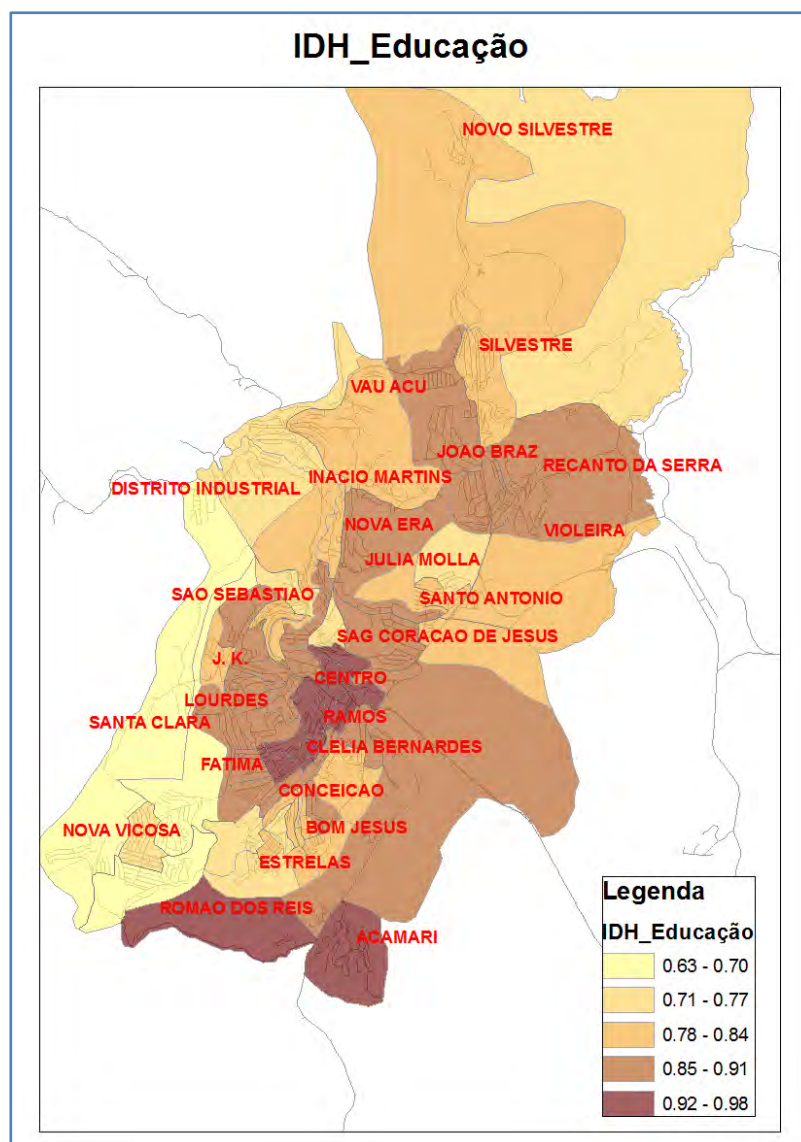 IDH_Educação
NOVO SILVESTRE
SILVESTRE
VAU ACU
JOAO BRAZ
RECANTO DA SERRA
INACIO MARTINS
DISTRITO INDUSTRIAL
NOVA ERA
VIOLEIRA
JULIA MOLLA
SAO SEBASTIAO
SANTO ANTONIO
SAG CORACAO DE JESUS
J. K.
CENTRO
LOURDES
RAMOS
SANTA CLARA
CLELIA BERNARDES
FATIMA
CONCEICAO
NOVA VICOSA
BOM JESUS
ESTRELAS
ROMAO DOS REIS
ACAMARI
Legenda
IDH_Educação
0.63 - 0.70
0.71 - 0.77
0.78 - 0.84
0.85 - 0.91
0.92 - 0.98